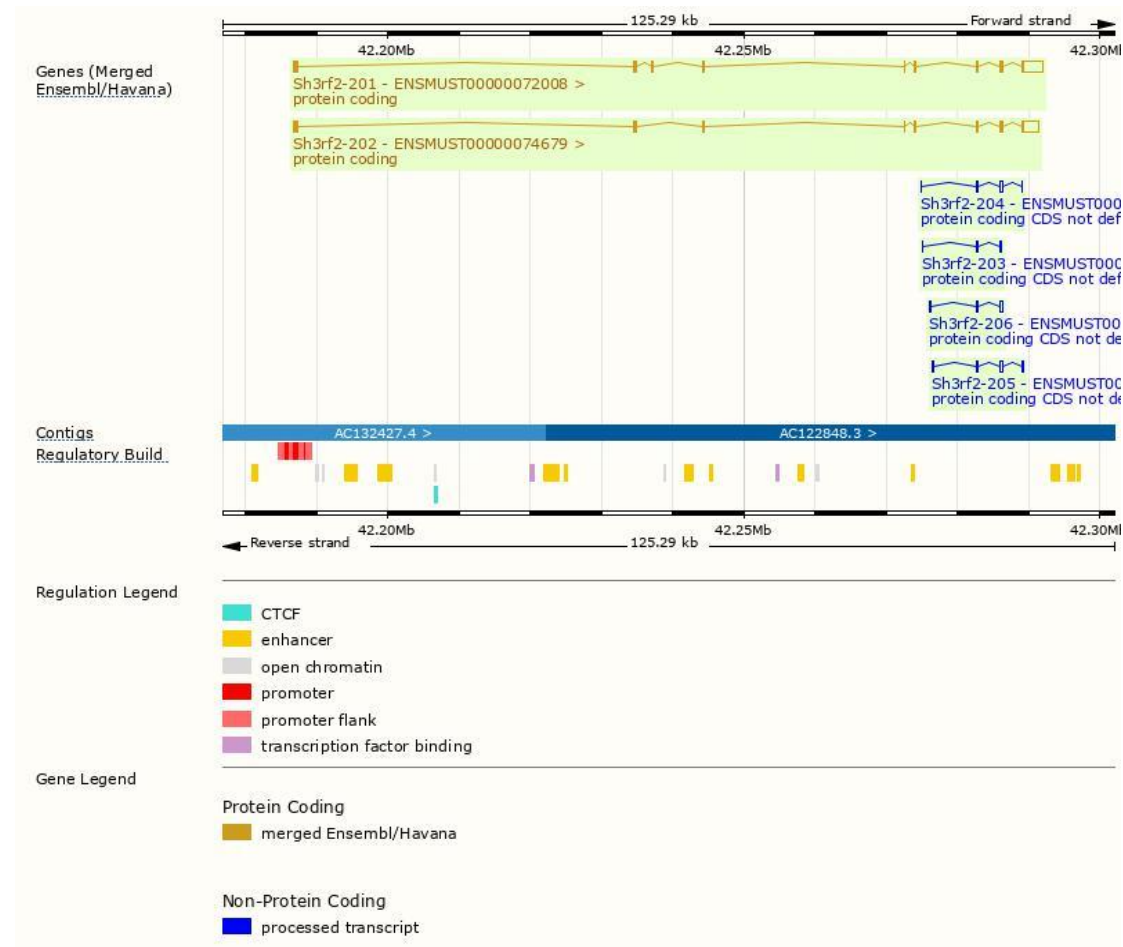 125.29 kb Forward strand
42.20Mb 42.25Mb 42.30Mb
Genes (Merged
Ensembl/Havana)
Sh3rf2-201 - ENSMUST00000072008 >
protein coding
Sh3rf2-202 - ENSMUST00000074679 >
protein coding
Sh3rf2-204 - ENSMUST000
protein coding CDS not def
Sh3rf2-203 - ENSMUST000
protein coding CDS not def
Sh3rf2-206 - ENSMUST00
protein coding CDS not de
Sh3rf2-205 - ENSMUST00
protein coding CDS not de
Contigs AC132427.4 > AC122848.3 >
Regulatory Build
42.20Mb 42.25Mb 42.30Mb
Reverse strand 125.29 kb
Regulation Legend
CTCF
enhancer
open chromatin
promoter
promoter flank
transcription factor binding
Gene Legend
Protein Coding
merged Ensembl/Havana
Non-Protein Coding
processed transcript